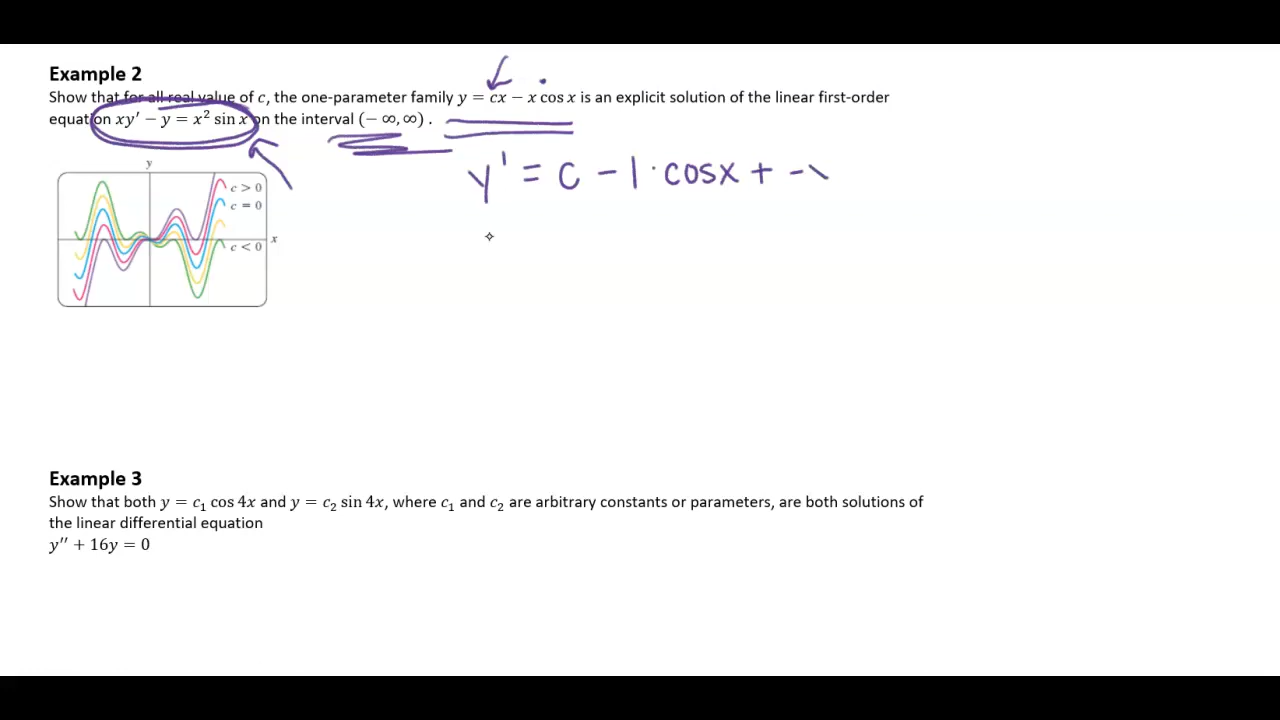 Example 2
Show that for all real value of c, the one-parameter family y = cx − x cos x is an explicit solution of the linear first-order
equation xy′ − y = x² sin x on the interval (− ∞, ∞) .
y' = c − 1 · cosx + −x
y
c > 0
c = 0
x
c < 0
Example 3
Show that both y = c₁ cos 4x and y = c₂ sin 4x, where c₁ and c₂ are arbitrary constants or parameters, are both solutions of
the linear differential equation
y″ + 16y = 0